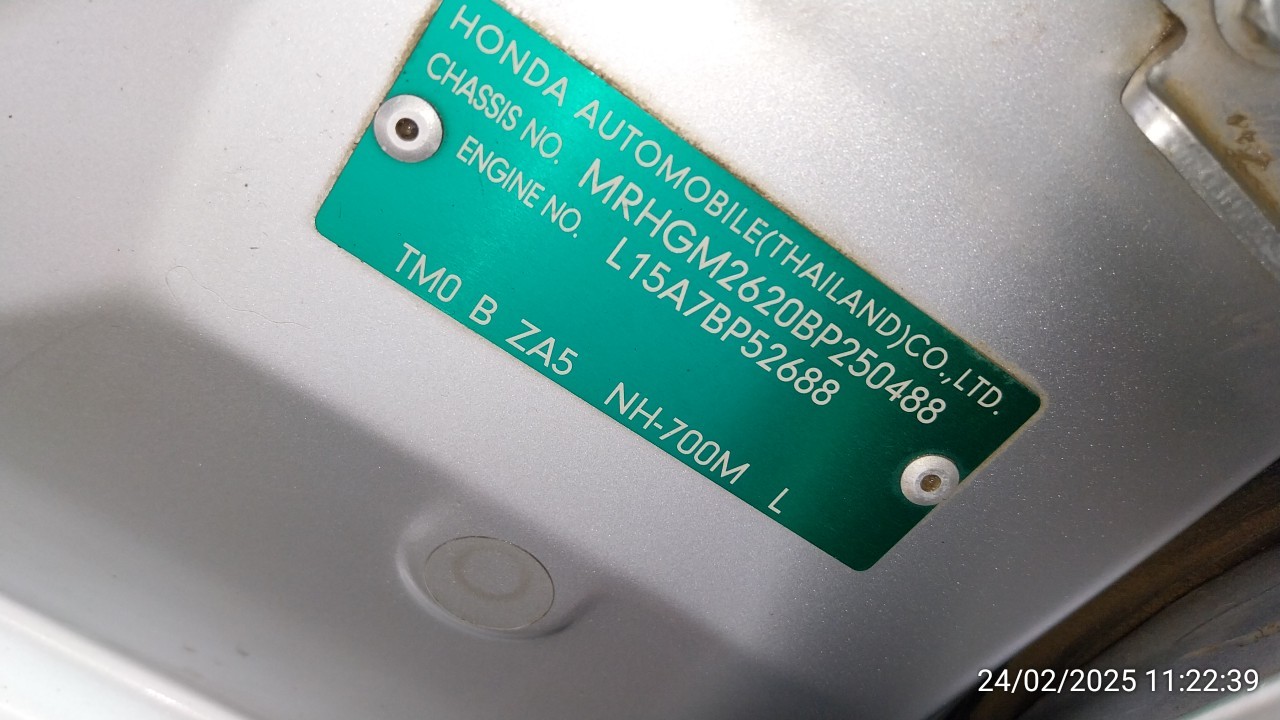 HONDA AUTOMOBILE(THAILAND)CO.,LTD.
CHASSIS NO. MRHGM2620BP250488
ENGINE NO. L15A7BP52688
TM0 B ZA5 NH-700M L
24/02/2025 11:22:39